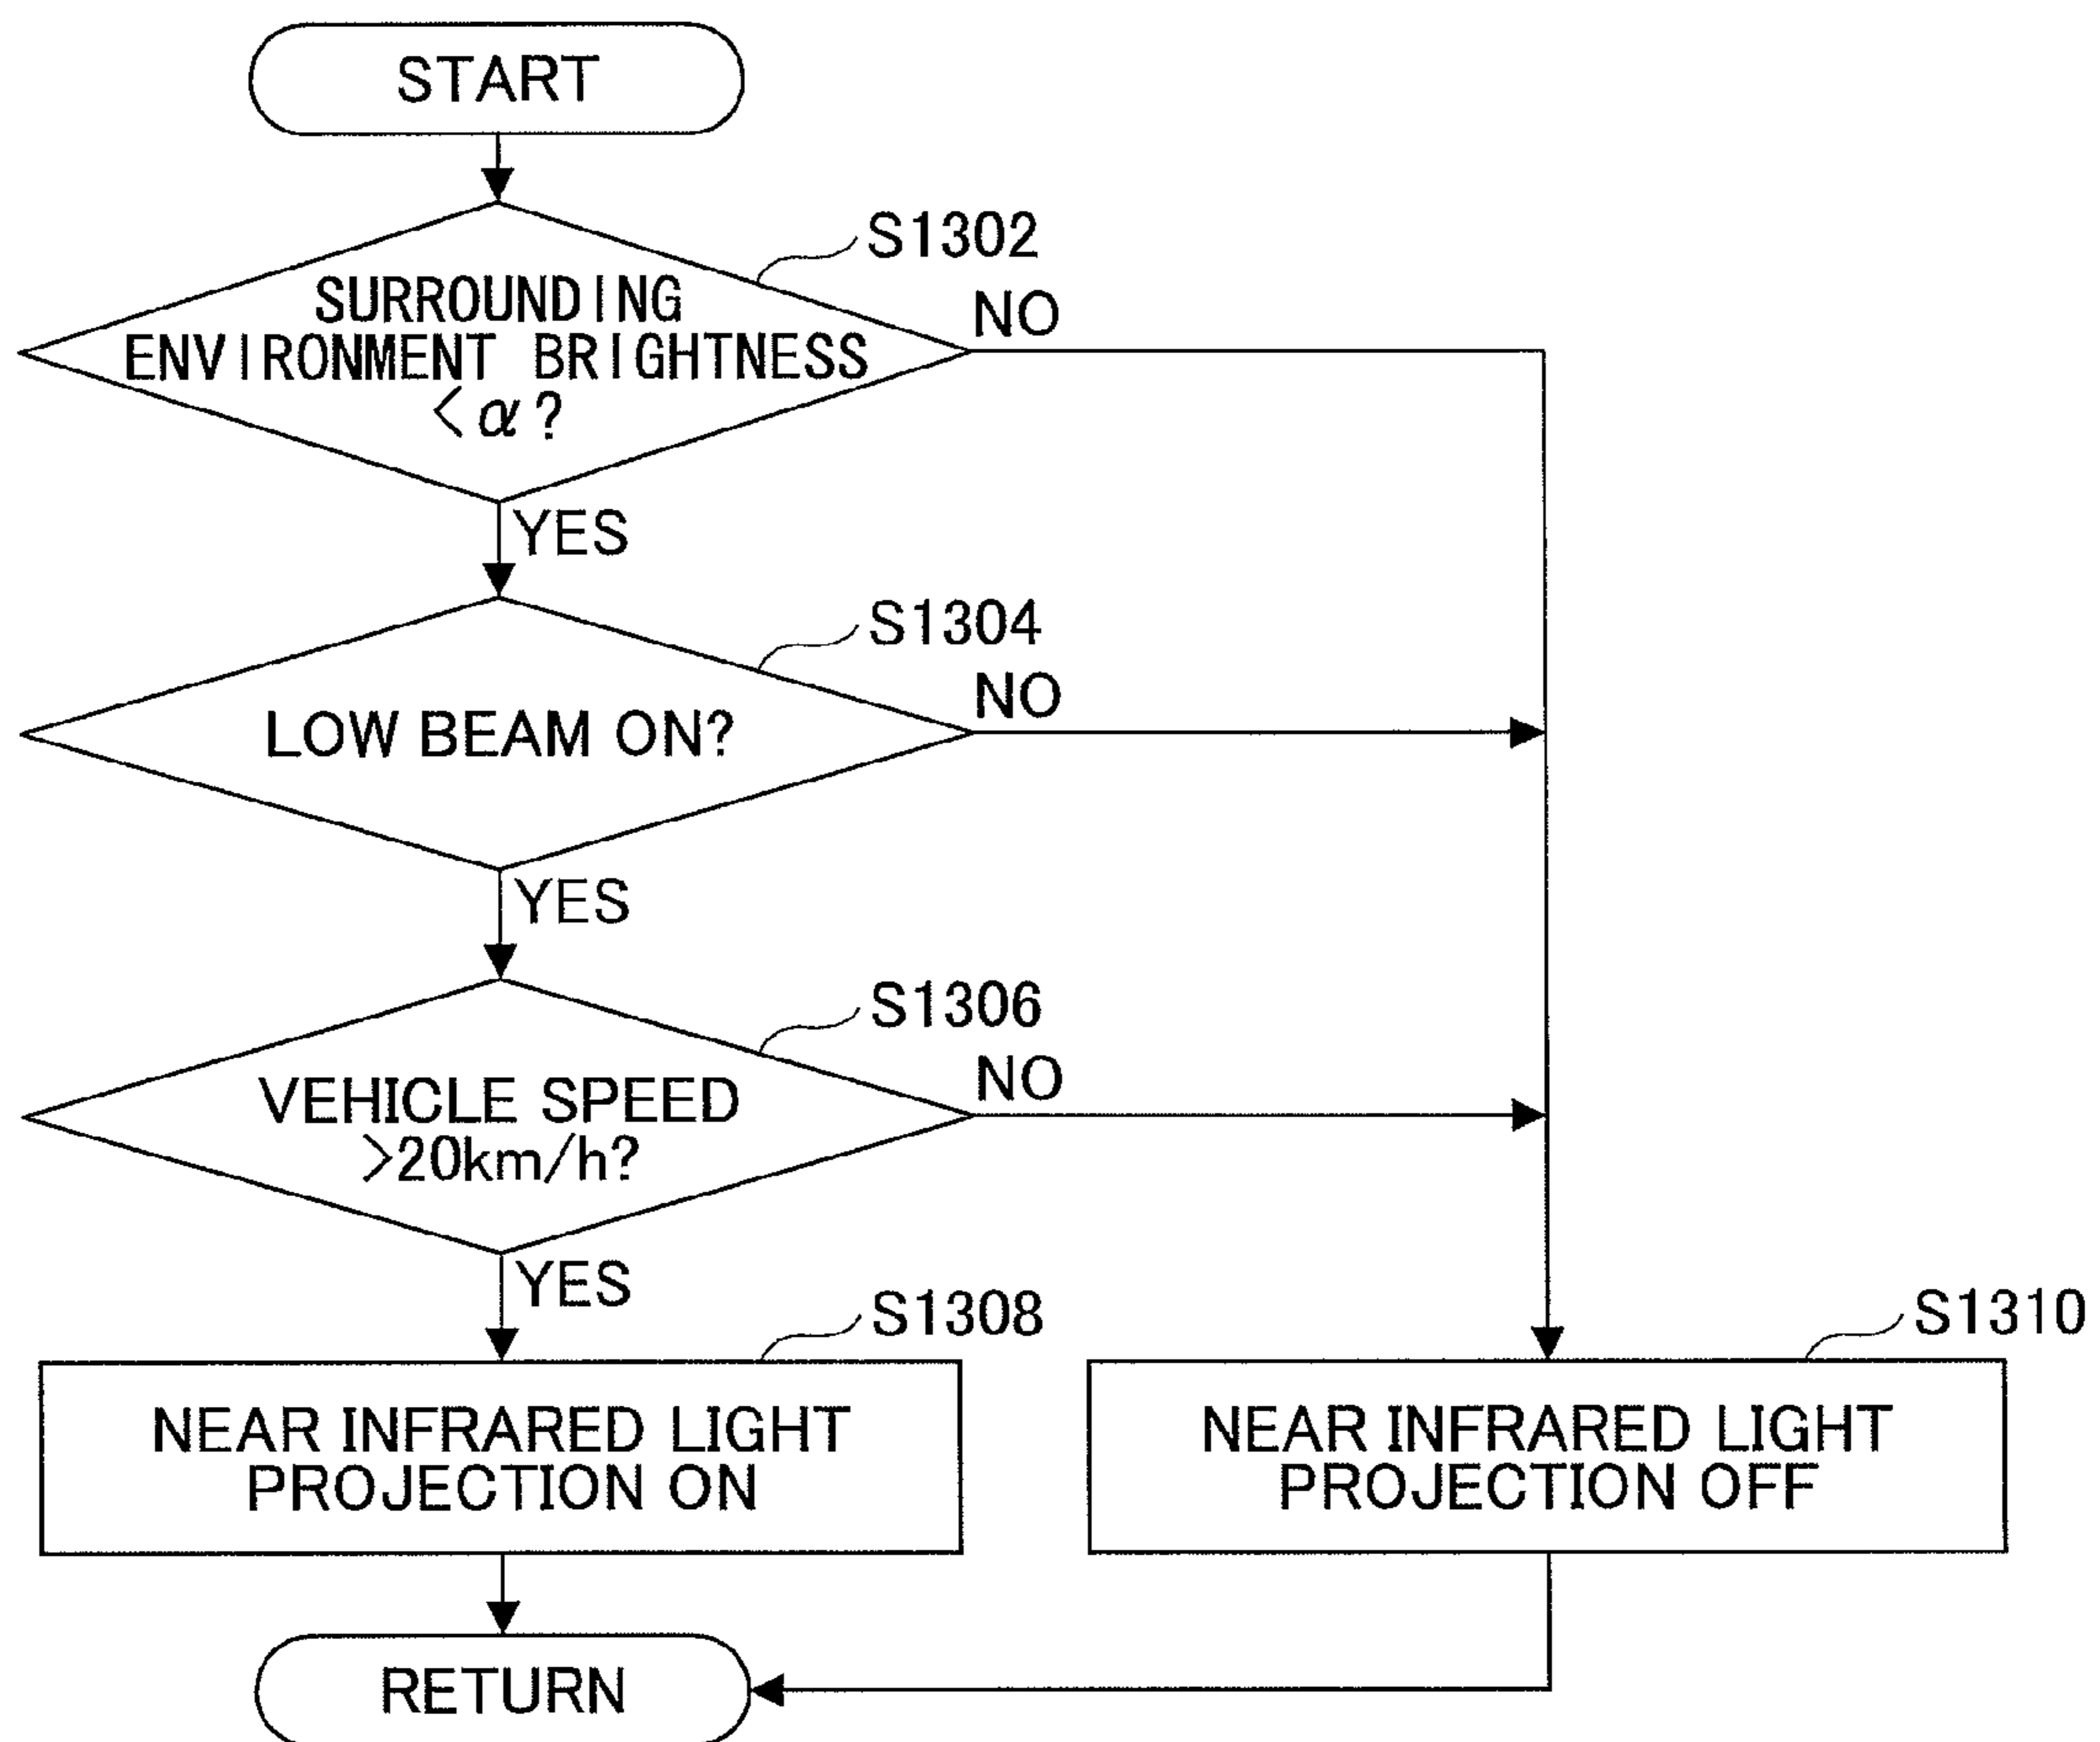 START
S1302
SURROUNDING
ENVIRONMENT BRIGHTNESS
<α?
NO
YES
S1304
LOW BEAM ON?
NO
YES
S1306
VEHICLE SPEED
>20km/h?
NO
YES
S1308
NEAR INFRARED LIGHT
PROJECTION ON
S1310
NEAR INFRARED LIGHT
PROJECTION OFF
RETURN